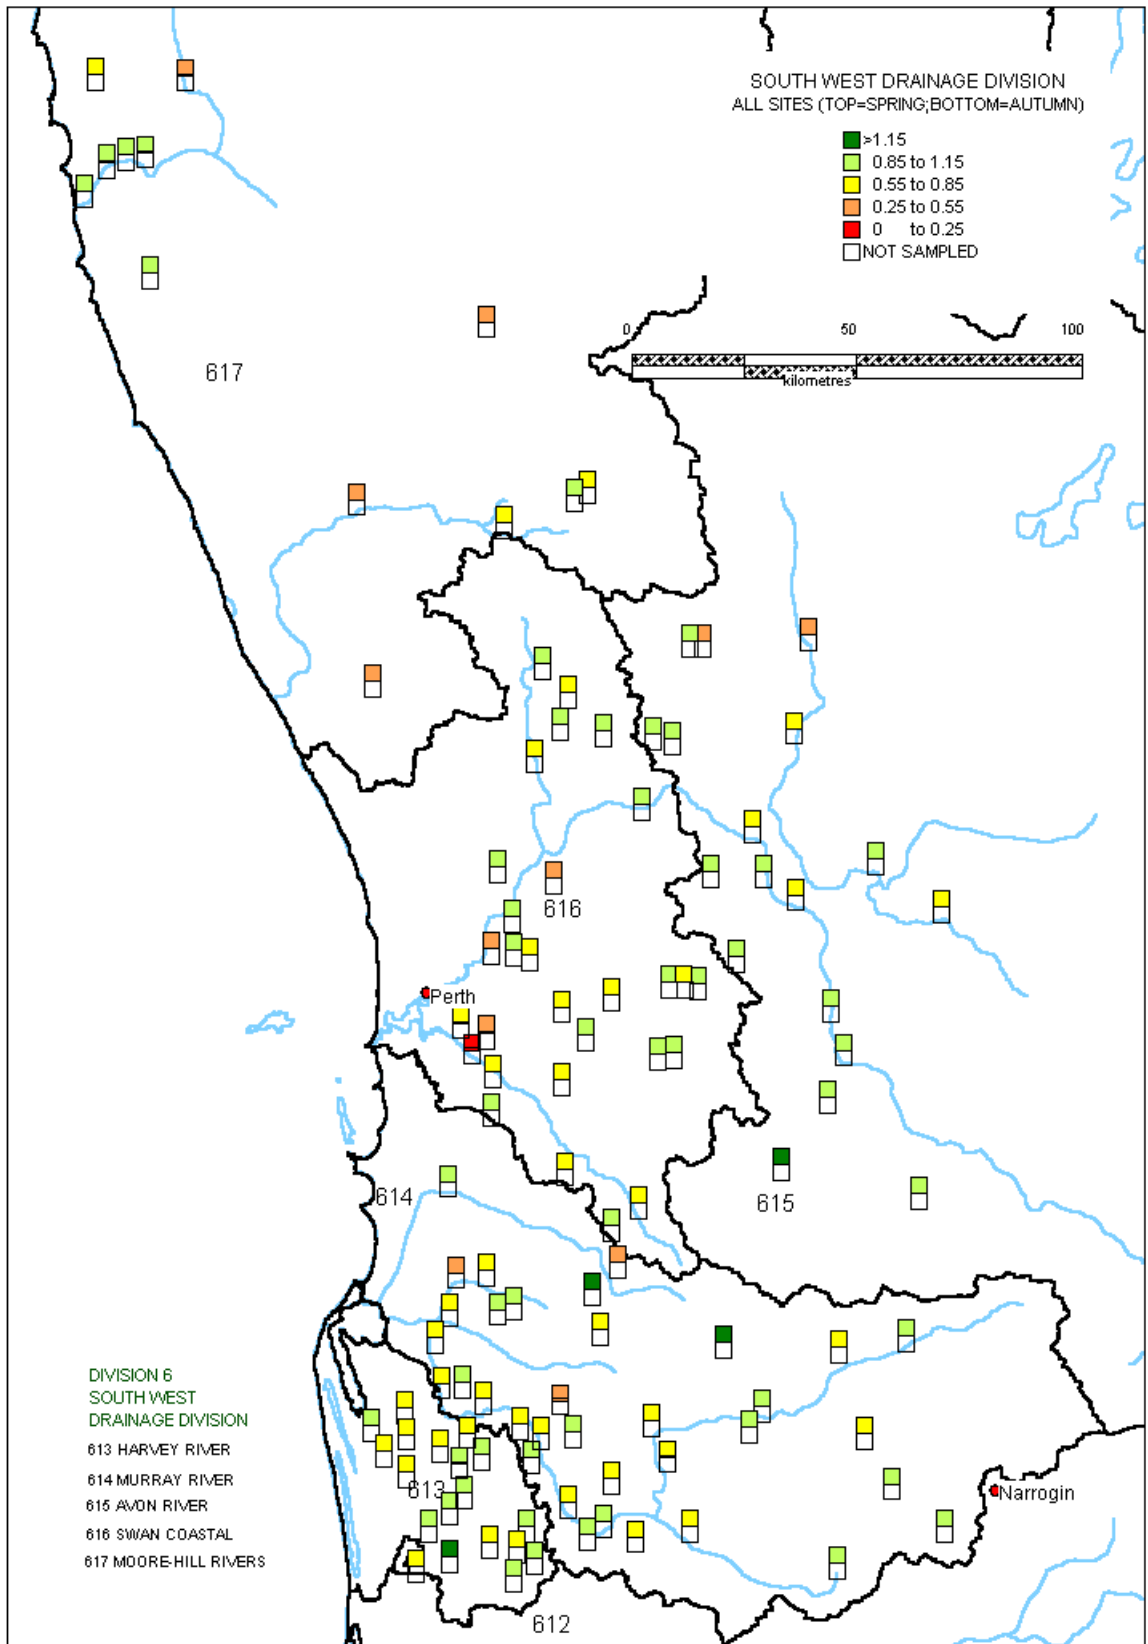 SOUTH WEST DRAINAGE DIVISION
ALL SITES (TOP=SPRING;BOTTOM=AUTUMN)
>1.15
0.85 to 1.15
0.55 to 0.85
0.25 to 0.55
0 to 0.25
NOT SAMPLED
0 50 100
kilometres
617
616
Perth
614
615
DIVISION 6
SOUTH WEST
DRAINAGE DIVISION
613 HARVEY RIVER
614 MURRAY RIVER
615 AVON RIVER
616 SWAN COASTAL
617 MOORE-HILL RIVERS
613
Narrogin
612